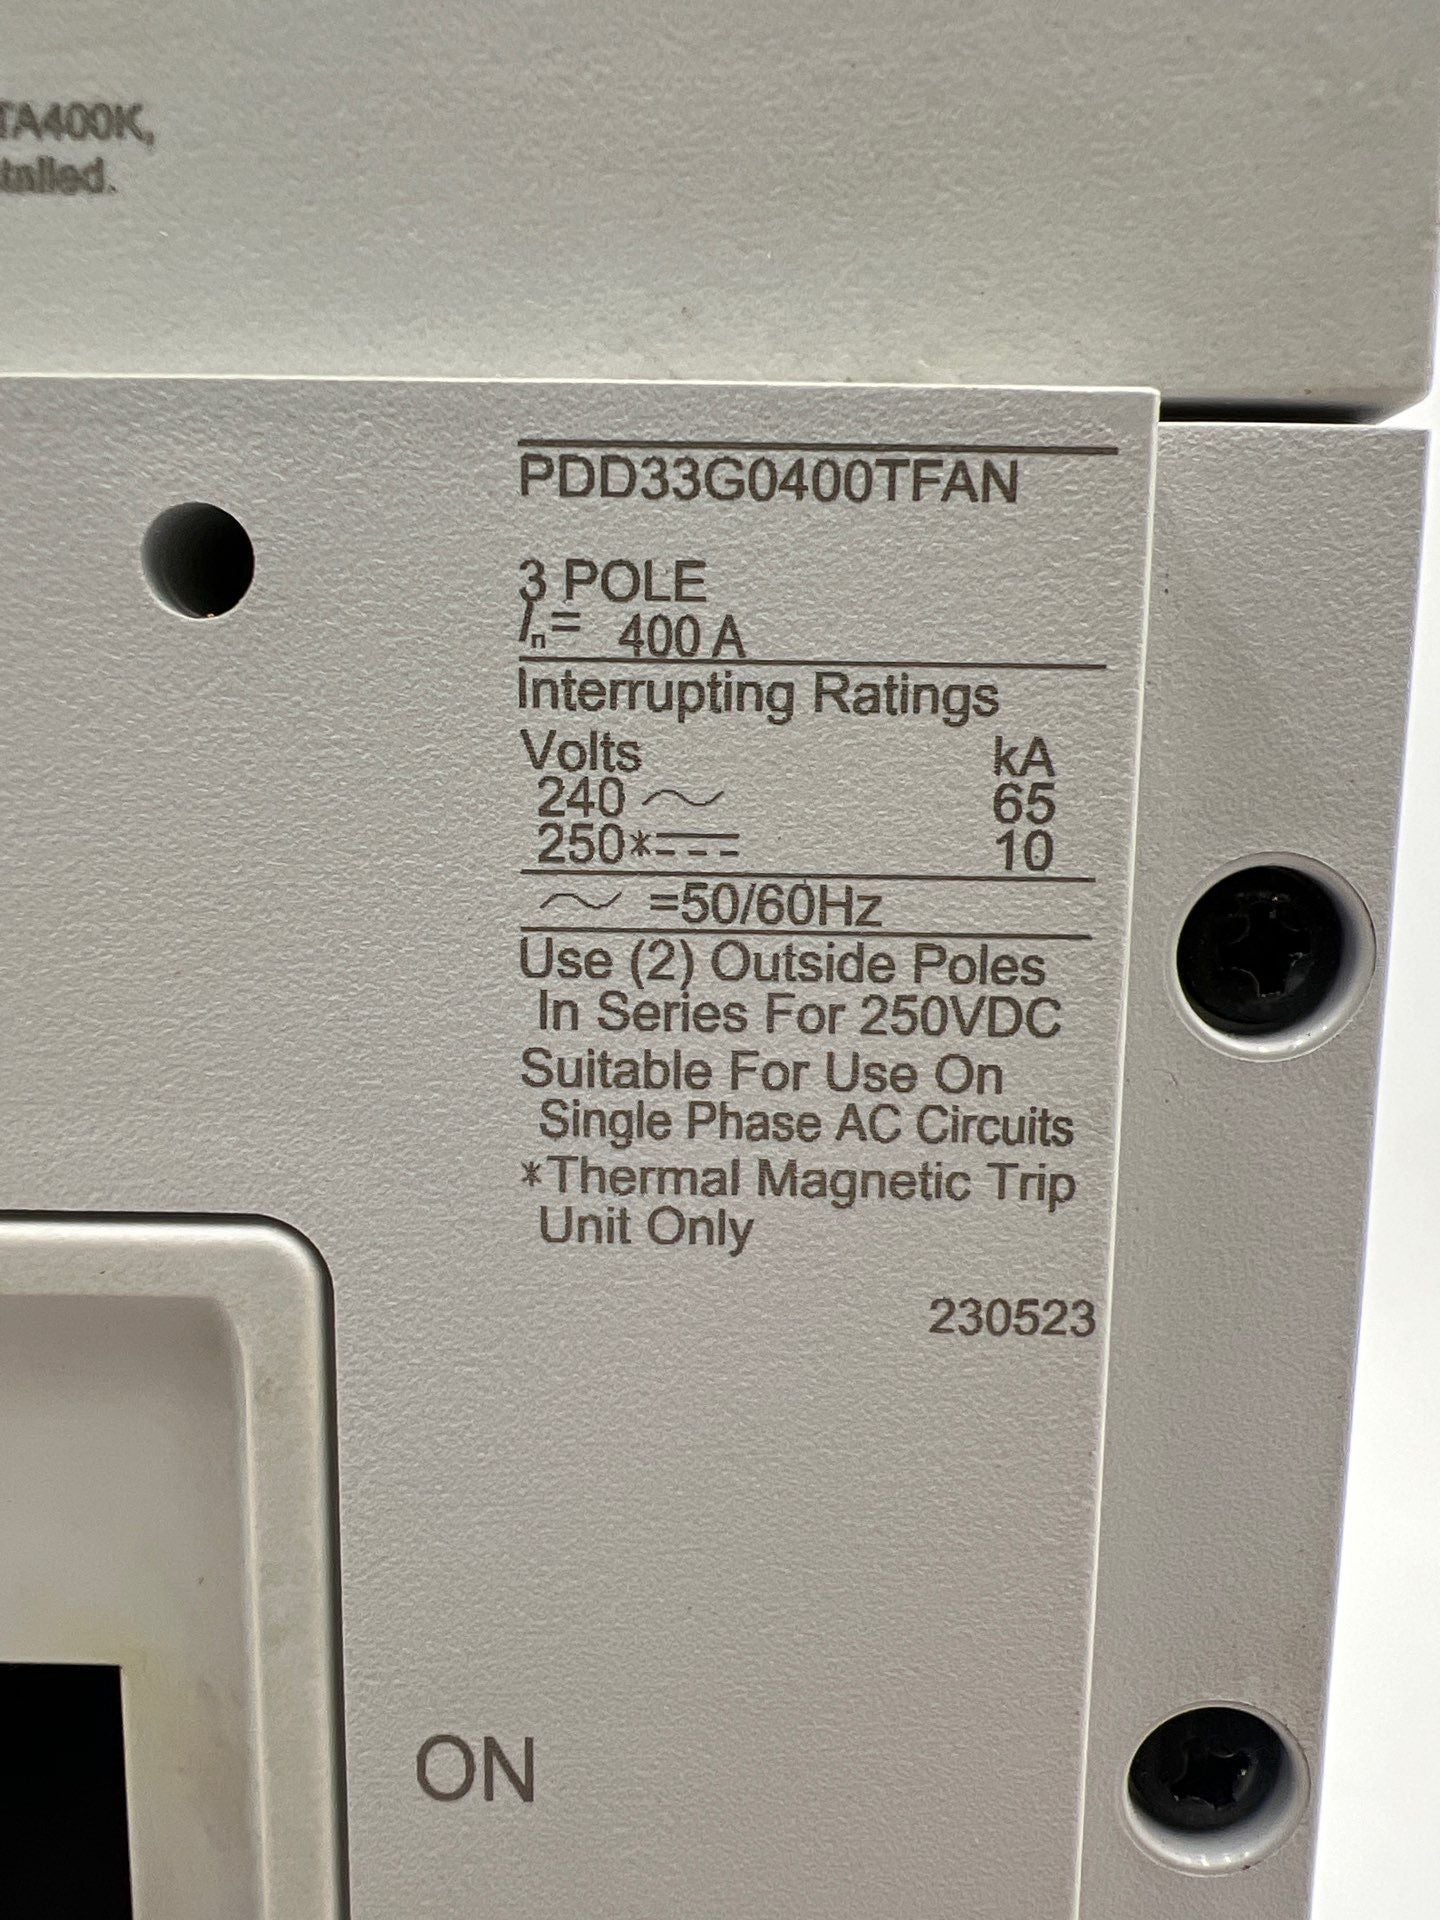 TA400K,
talled.
PDD33G0400TFAN
3 POLE
In= 400 A
Interrupting Ratings
Volts kA
240 ~ 65
250*⎓ 10
~ =50/60Hz
Use (2) Outside Poles
In Series For 250VDC
Suitable For Use On
Single Phase AC Circuits
*Thermal Magnetic Trip
Unit Only
230523
ON